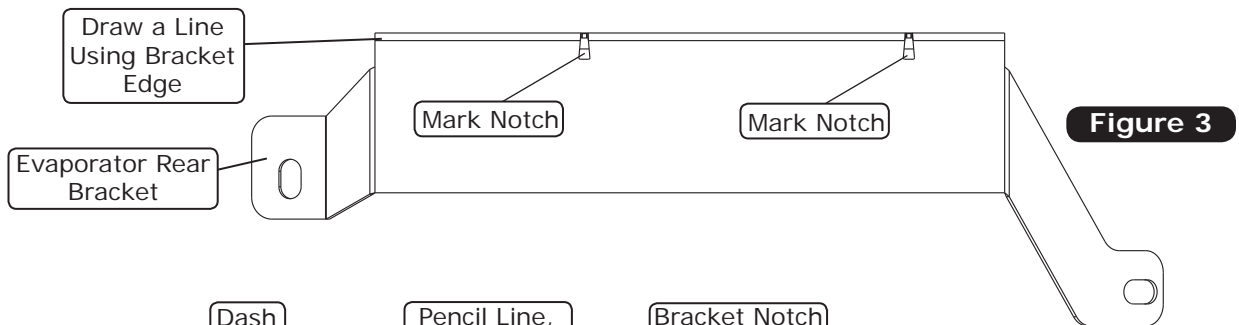 Draw a Line
Using Bracket
Edge
Mark Notch
Mark Notch
Figure 3
Evaporator Rear
Bracket
Dash
Pencil Line,
Bracket Notch